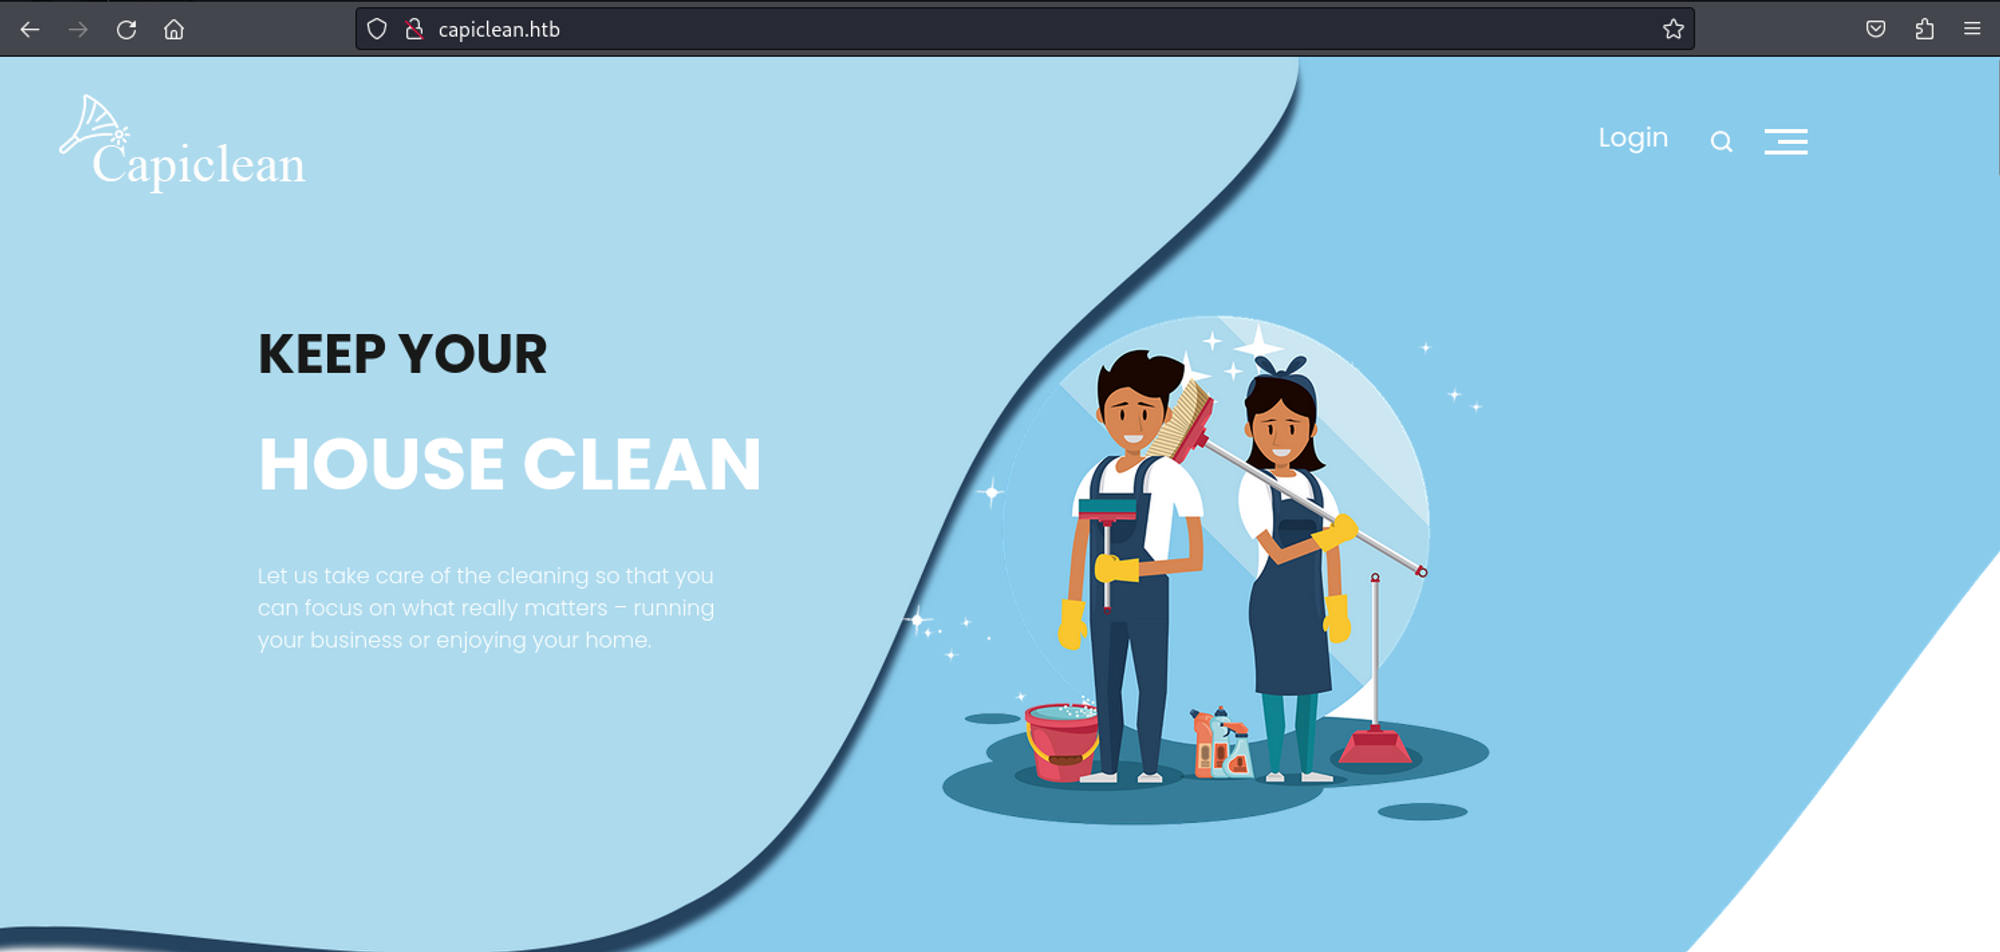 capiclean.htb
Capiclean
Login
KEEP YOUR
HOUSE CLEAN
Let us take care of the cleaning so that you
can focus on what really matters – running
your business or enjoying your home.